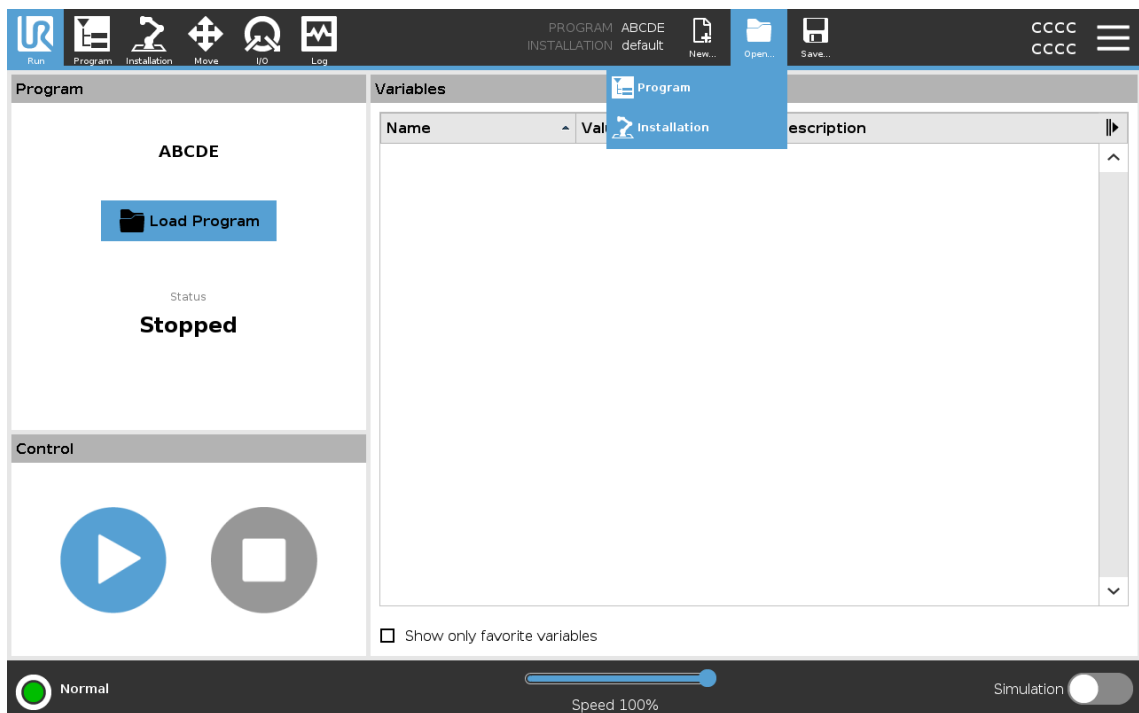 PROGRAM ABCDE
INSTALLATION default
CCCC
CCCC
Run Program Installation Move I/O Log New... Open... Save...
Program
Variables
Program
Installation
Name Val escription
ABCDE
Load Program
Status
Stopped
Control
Show only favorite variables
Normal
Speed 100%
Simulation